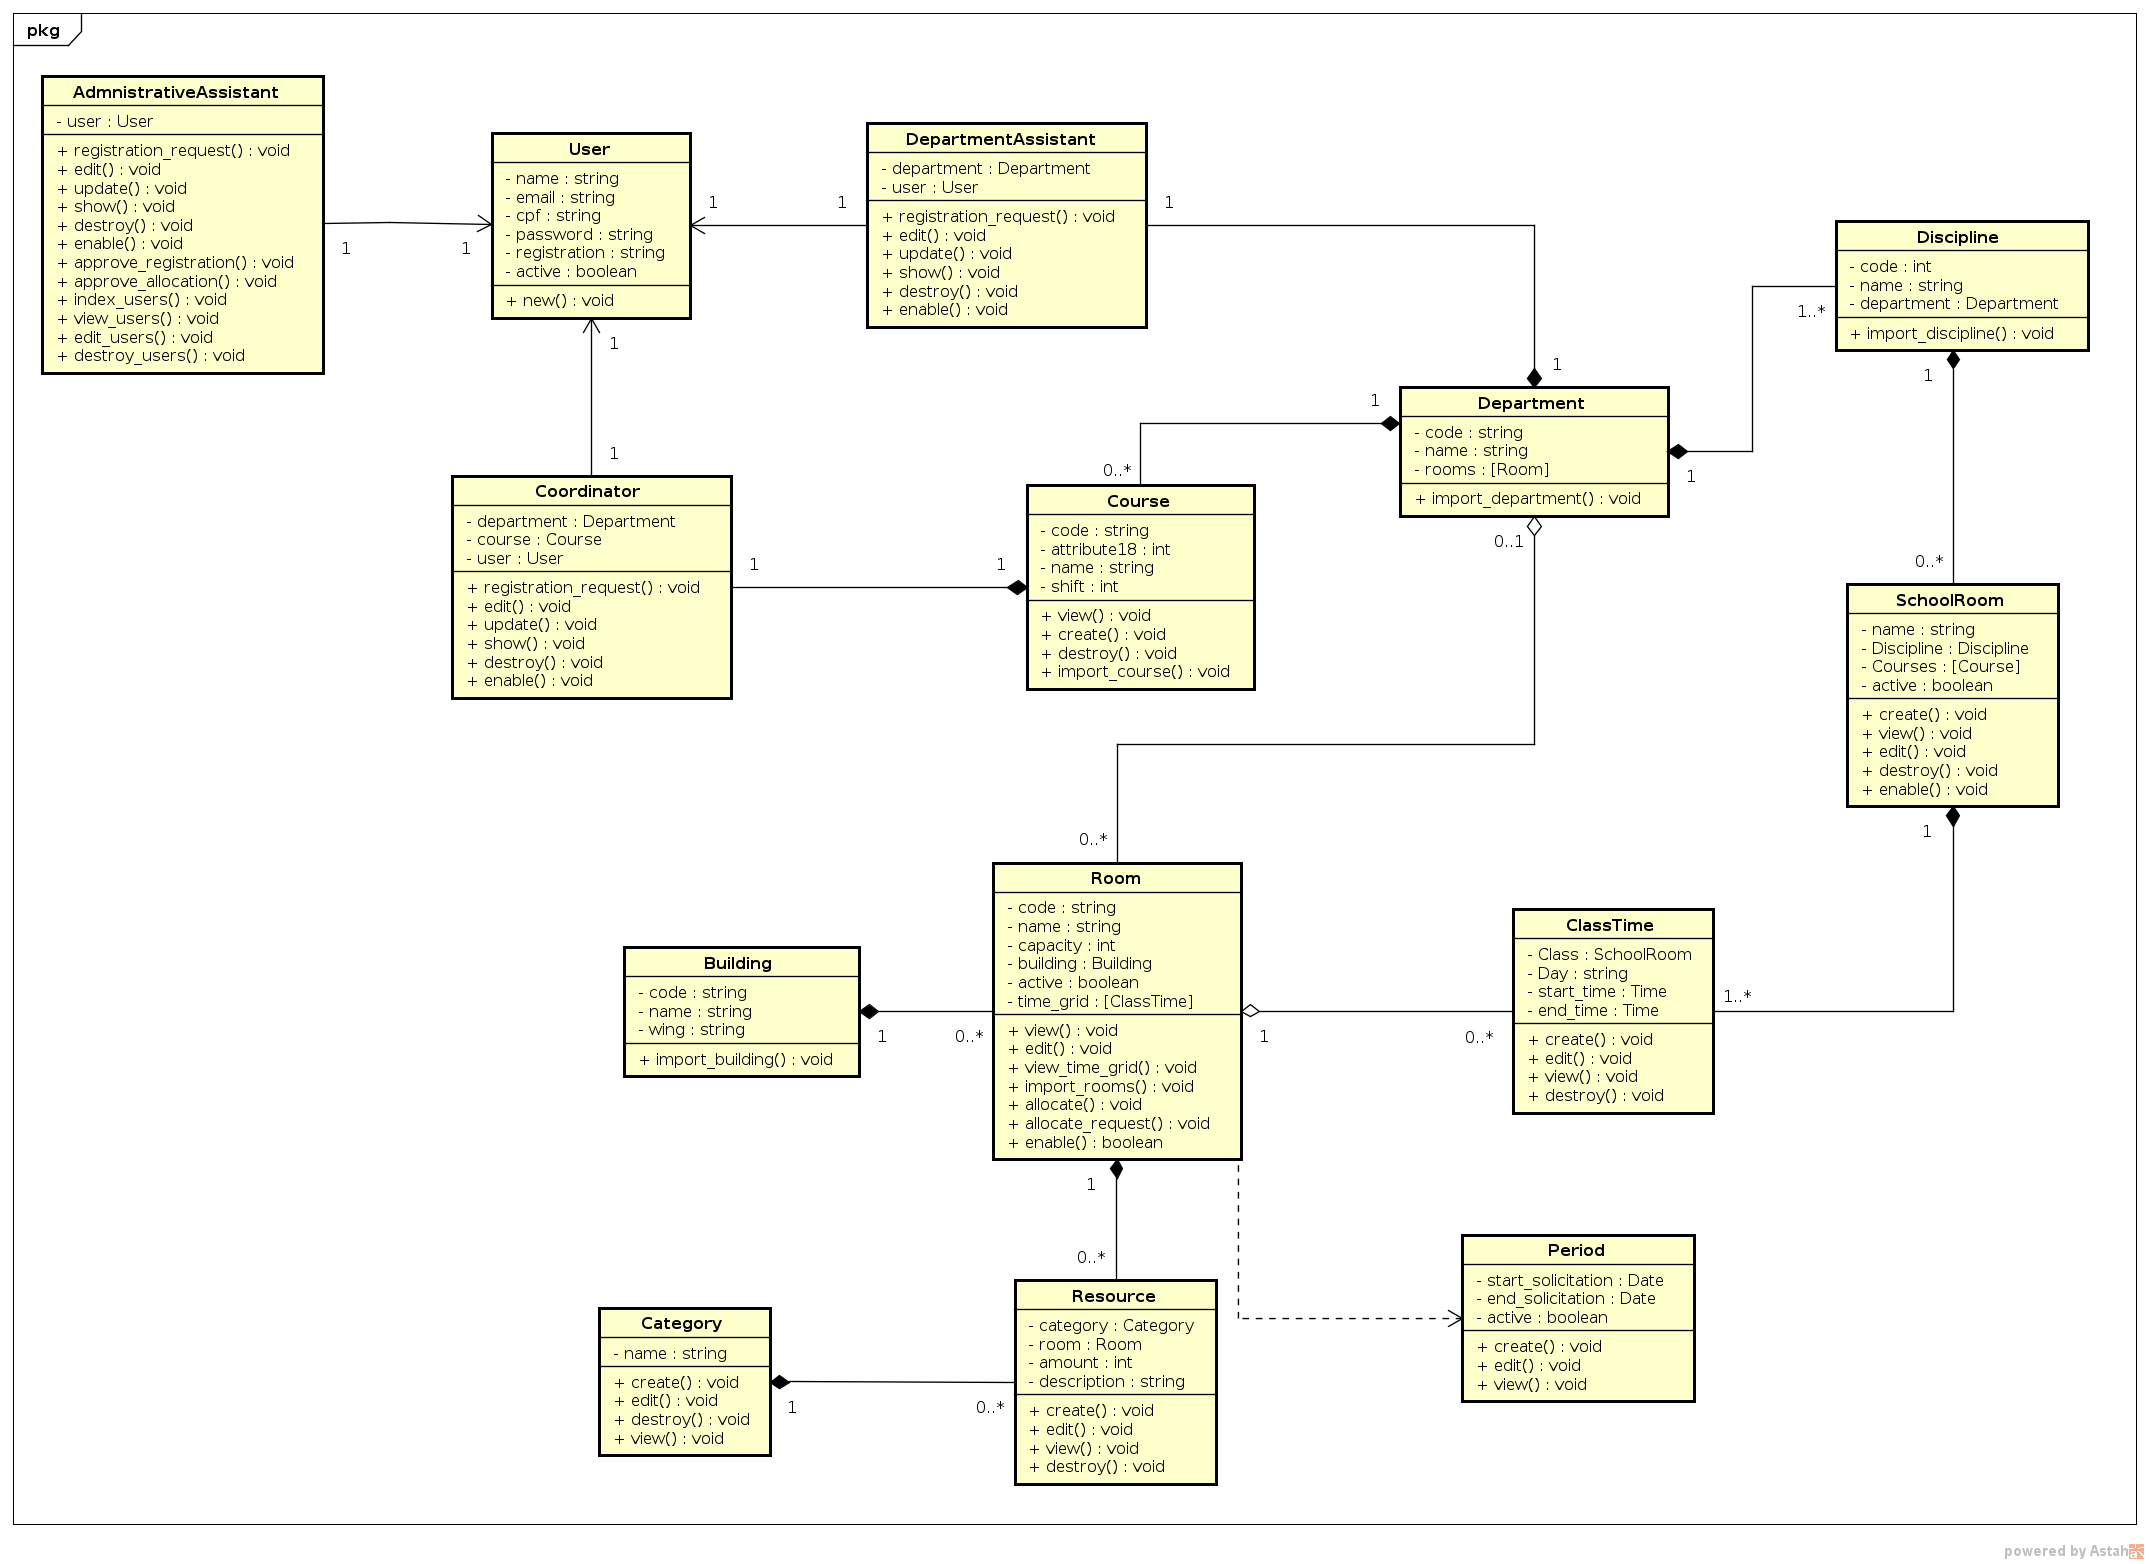 pkg
AdmnistrativeAssistant
- user : User
+ registration_request() : void
+ edit() : void
+ update() : void
+ show() : void
+ destroy() : void
+ enable() : void
+ approve_registration() : void
+ approve_allocation() : void
+ index_users() : void
+ view_users() : void
+ edit_users() : void
+ destroy_users() : void
1
1
User
- name : string
- email : string
- cpf : string
- password : string
- registration : string
- active : boolean
+ new() : void
1
1
DepartmentAssistant
- department : Department
- user : User
+ registration_request() : void
+ edit() : void
+ update() : void
+ show() : void
+ destroy() : void
+ enable() : void
1
1
Discipline
- code : int
- name : string
- department : Department
+ import_discipline() : void
1..*
1
0..*
1
1
Department
- code : string
- name : string
- rooms : [Room]
+ import_department() : void
1
1
0..*
0..1
Coordinator
- department : Department
- course : Course
- user : User
+ registration_request() : void
+ edit() : void
+ update() : void
+ show() : void
+ destroy() : void
+ enable() : void
1
1
Course
- code : string
- attribute18 : int
- name : string
- shift : int
+ view() : void
+ create() : void
+ destroy() : void
+ import_course() : void
SchoolRoom
- name : string
- Discipline : Discipline
- Courses : [Course]
- active : boolean
+ create() : void
+ view() : void
+ edit() : void
+ destroy() : void
+ enable() : void
1
0..*
Room
- code : string
- name : string
- capacity : int
- building : Building
- active : boolean
- time_grid : [ClassTime]
+ view() : void
+ edit() : void
+ view_time_grid() : void
+ import_rooms() : void
+ allocate() : void
+ allocate_request() : void
+ enable() : boolean
Building
- code : string
- name : string
- wing : string
+ import_building() : void
1
0..*
1
0..*
ClassTime
- Class : SchoolRoom
- Day : string
- start_time : Time
- end_time : Time
+ create() : void
+ edit() : void
+ view() : void
+ destroy() : void
1..*
1
0..*
Period
- start_solicitation : Date
- end_solicitation : Date
- active : boolean
+ create() : void
+ edit() : void
+ view() : void
Resource
- category : Category
- room : Room
- amount : int
- description : string
+ create() : void
+ edit() : void
+ view() : void
+ destroy() : void
Category
- name : string
+ create() : void
+ edit() : void
+ destroy() : void
+ view() : void
1
0..*
powered by Astah